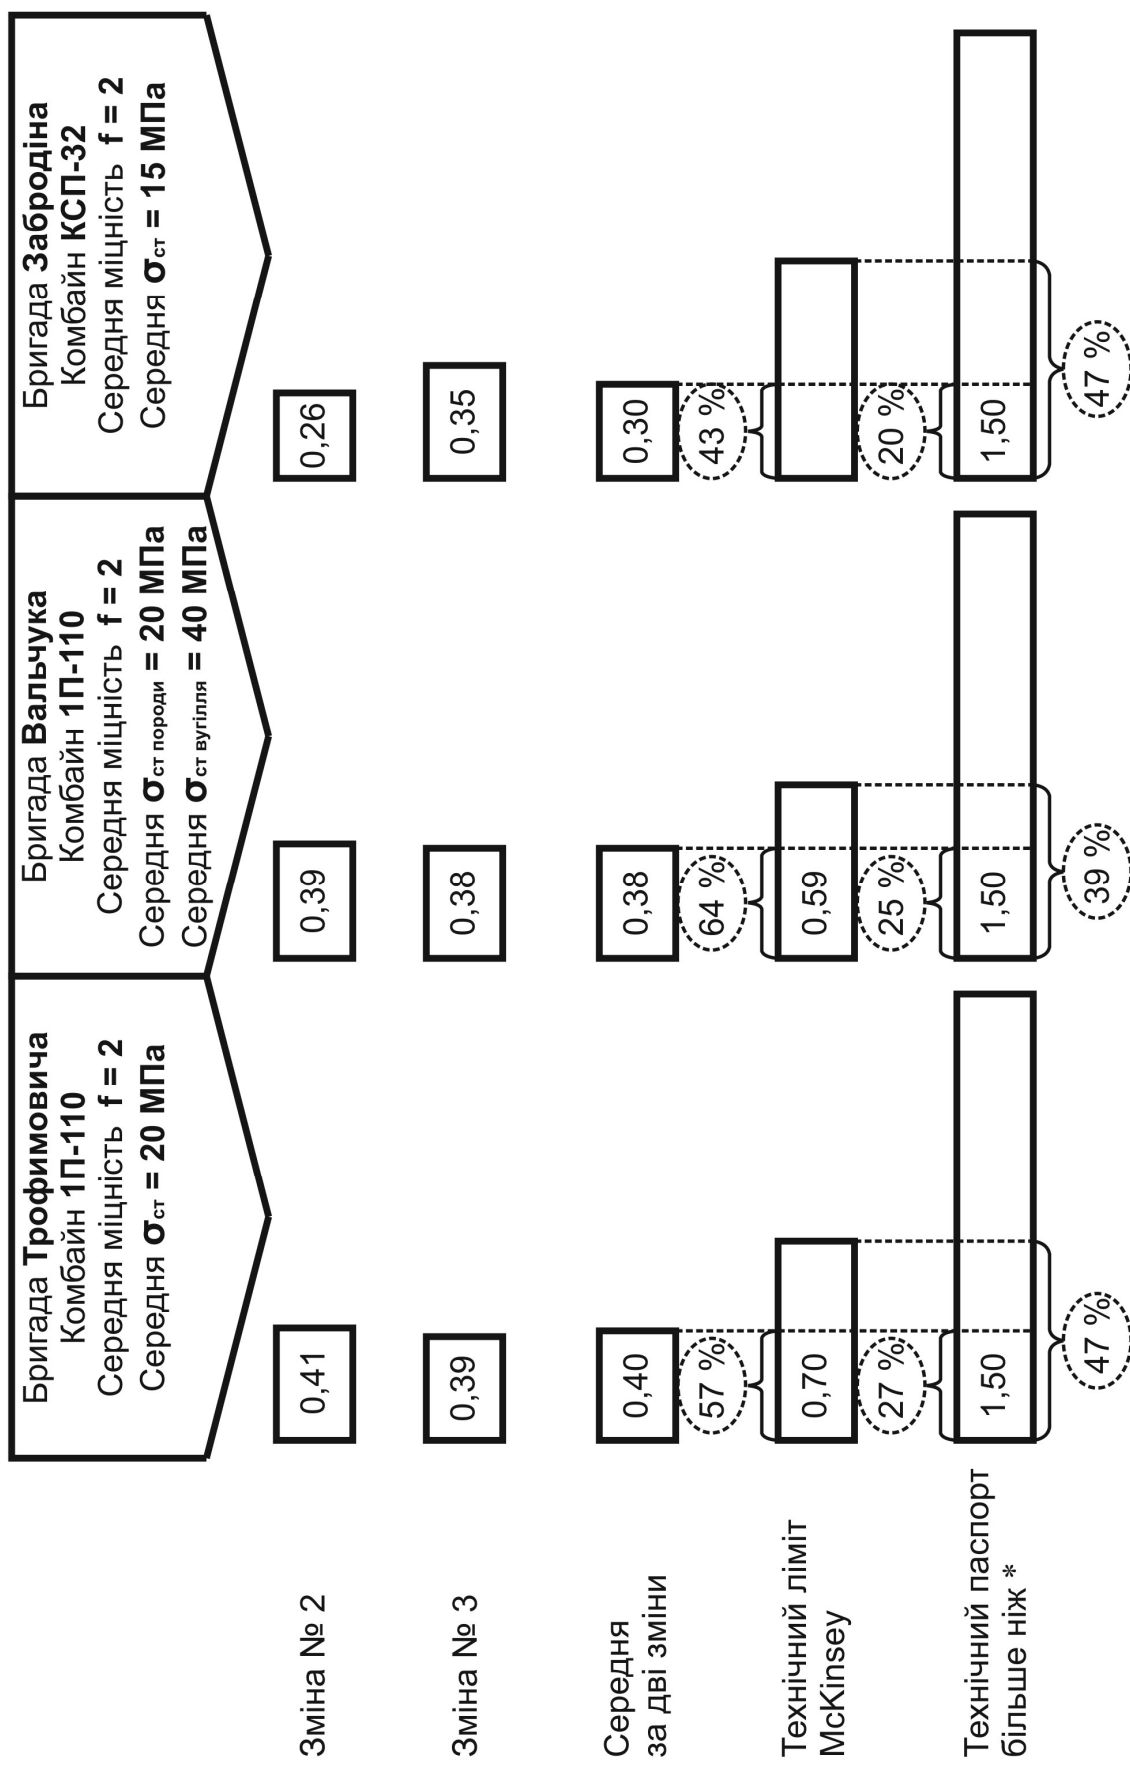 Бригада Трофимовича
Комбайн 1П-110
Середня міцність f = 2
Середня σст = 20 МПа
Бригада Вальчука
Комбайн 1П-110
Середня міцність f = 2
Середня σст породи = 20 МПа
Середня σст вугілля = 40 МПа
Бригада Забродіна
Комбайн КСП-32
Середня міцність f = 2
Середня σст = 15 МПа
Зміна № 2
0,41
0,39
0,26
Зміна № 3
0,39
0,38
0,35
Середня
за дві зміни
0,40
0,38
0,30
57 %
64 %
43 %
Технічний ліміт
McKinsey
0,70
0,59
27 %
25 %
20 %
Технічний паспорт
більше ніж *
1,50
1,50
1,50
47 %
39 %
47 %